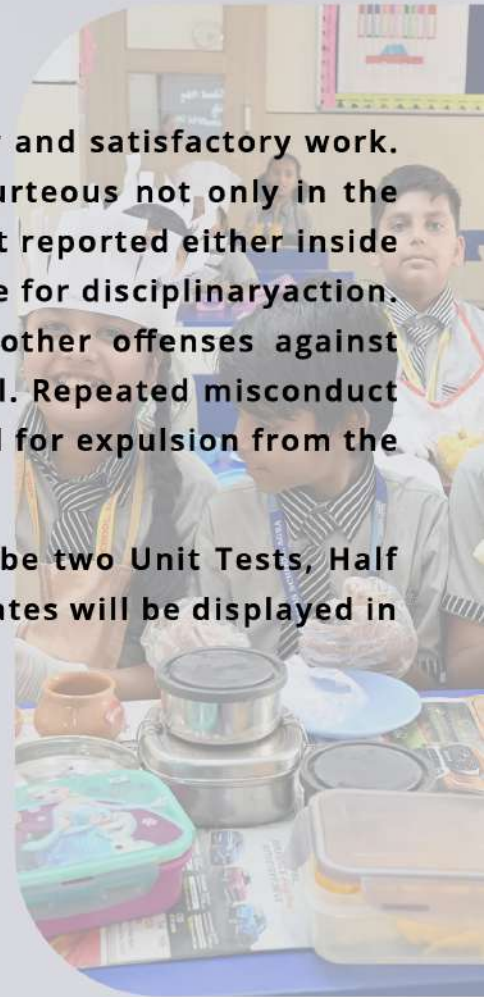 and satisfactory work.
urteous not only in the
t reported either inside
e for disciplinaryaction.
other offenses against
l. Repeated misconduct
l for expulsion from the
be two Unit Tests, Half
ates will be displayed in